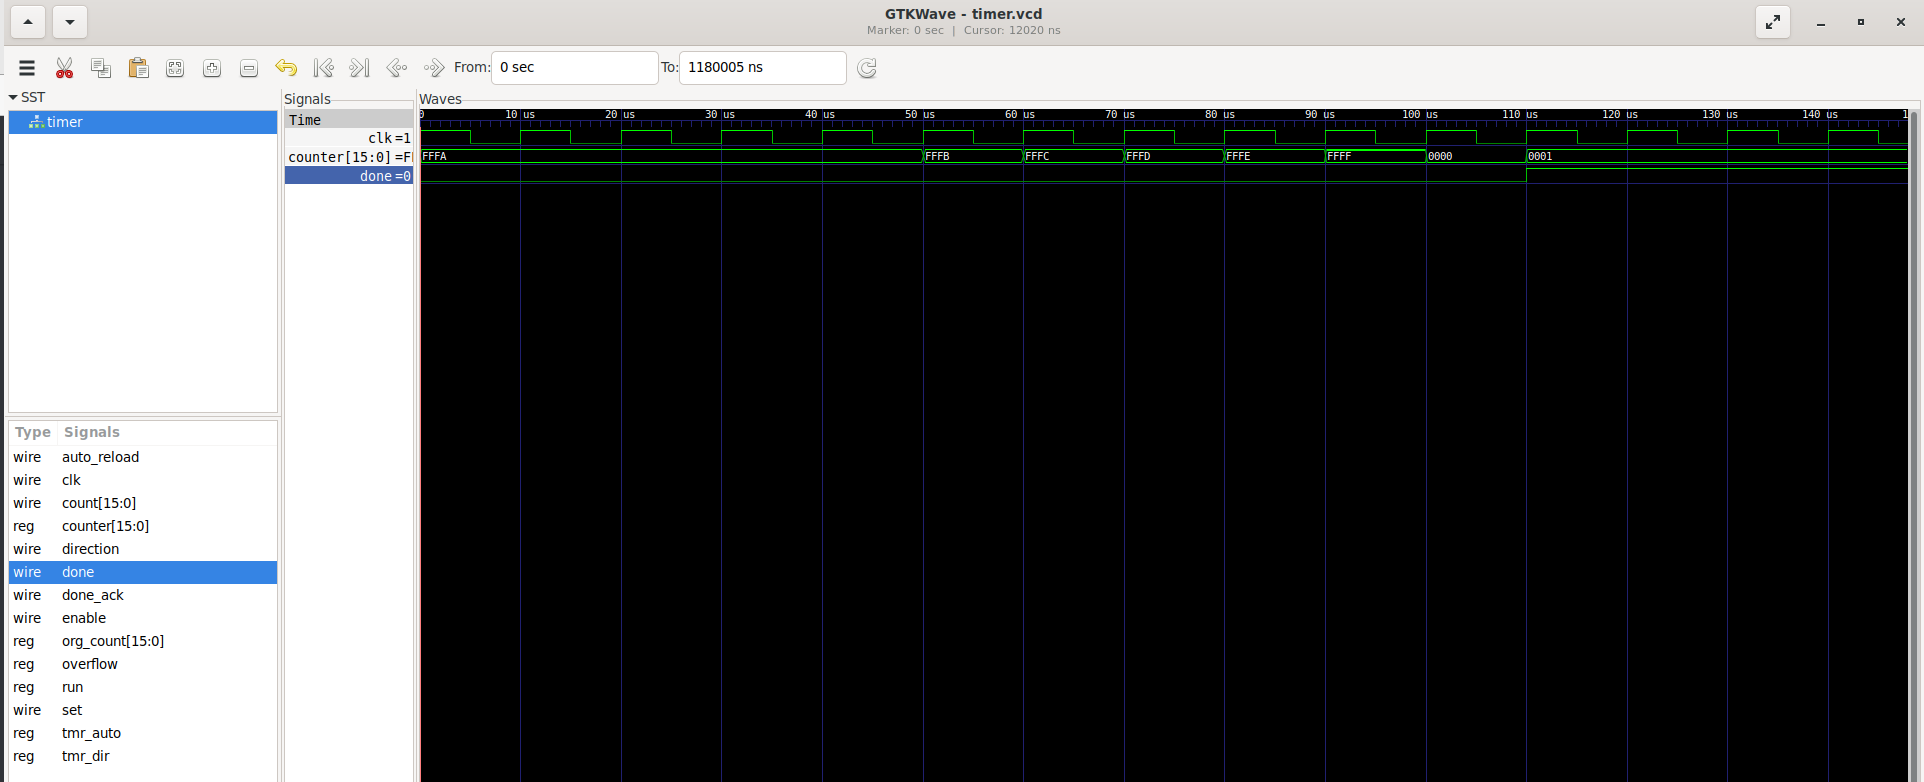 GTKWave - timer.vcd
Marker: 0 sec | Cursor: 12020 ns
From: 0 sec To: 1180005 ns
SST
timer
Type Signals
wire auto_reload
wire clk
wire count[15:0]
reg counter[15:0]
wire direction
wire done
wire done_ack
wire enable
reg org_count[15:0]
reg overflow
reg run
wire set
reg tmr_auto
reg tmr_dir
Signals
Time
clk =1
counter[15:0] =FF
done =0
Waves
0 10 us 20 us 30 us 40 us 50 us 60 us 70 us 80 us 90 us 100 us 110 us 120 us 130 us 140 us 1
FFFA FFFB FFFC FFFD FFFE FFFF 0000 0001